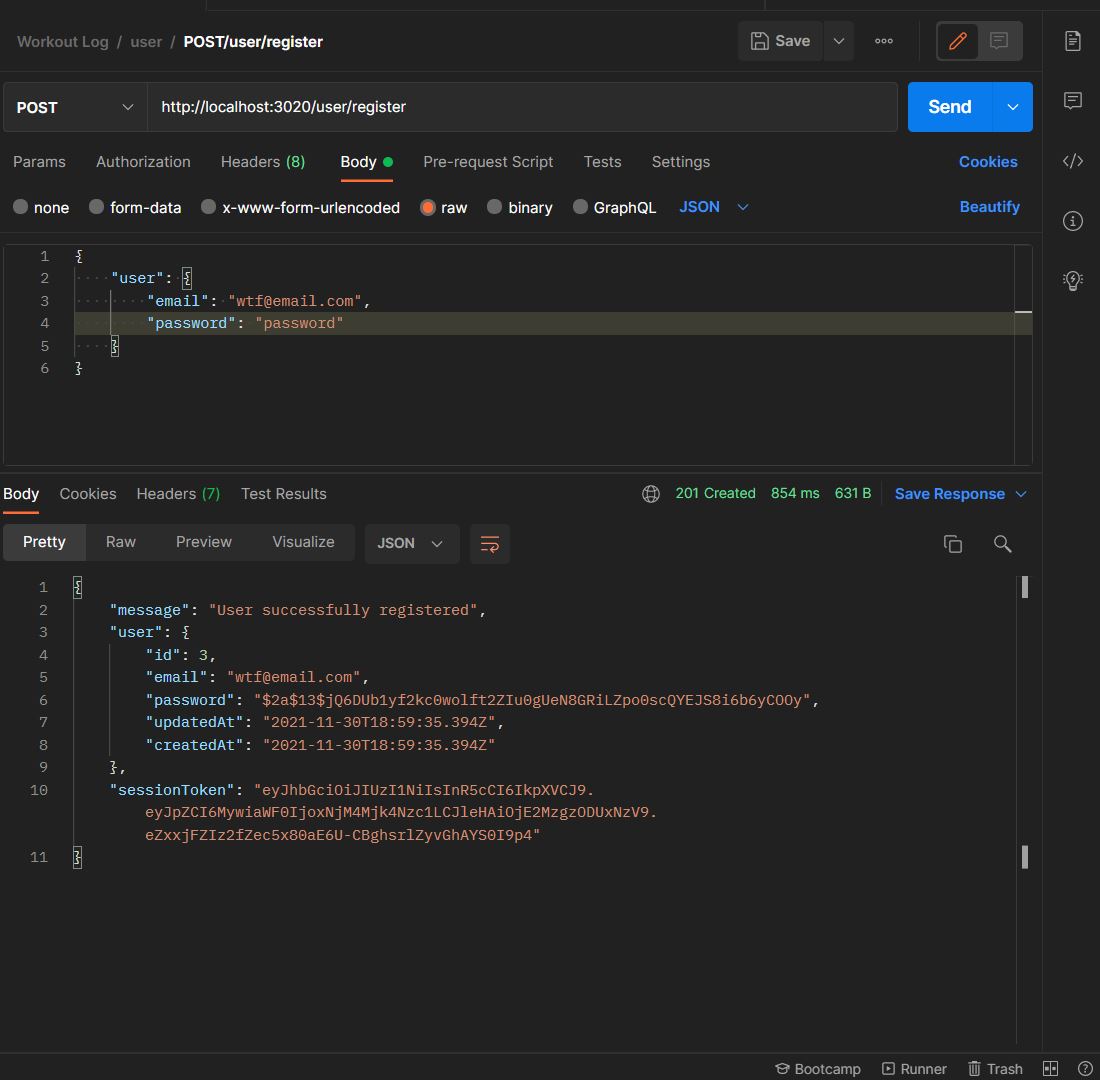 Workout Log / user / POST/user/register
Save
POST
http://localhost:3020/user/register
Send
Params Authorization Headers (8) Body Pre-request Script Tests Settings Cookies
none form-data x-www-form-urlencoded raw binary GraphQL JSON Beautify
1 {
2 "user": {
3 "email": "wtf@email.com",
4 "password": "password"
5 }
6 }
Body Cookies Headers (7) Test Results 201 Created 854 ms 631 B Save Response
Pretty Raw Preview Visualize JSON
1 {
2 "message": "User successfully registered",
3 "user": {
4 "id": 3,
5 "email": "wtf@email.com",
6 "password": "$2a$13$jQ6DUb1yf2kc0wolft2ZIu0gUeN8GRiLZpo0scQYEJS8i6b6yCOOy",
7 "updatedAt": "2021-11-30T18:59:35.394Z",
8 "createdAt": "2021-11-30T18:59:35.394Z"
9 },
10 "sessionToken": "eyJhbGciOiJIUzI1NiIsInR5cCI6IkpXVCJ9.
eyJpZCI6MywiaWF0IjoxNjM4Mjk4Nzc1LCJleHAiOjE2MzgzODUxNzV9.
eZxxjFZIz2fZec5x80aE6U-CBghsrlZyvGhAYS0I9p4"
11 }
Bootcamp Runner Trash